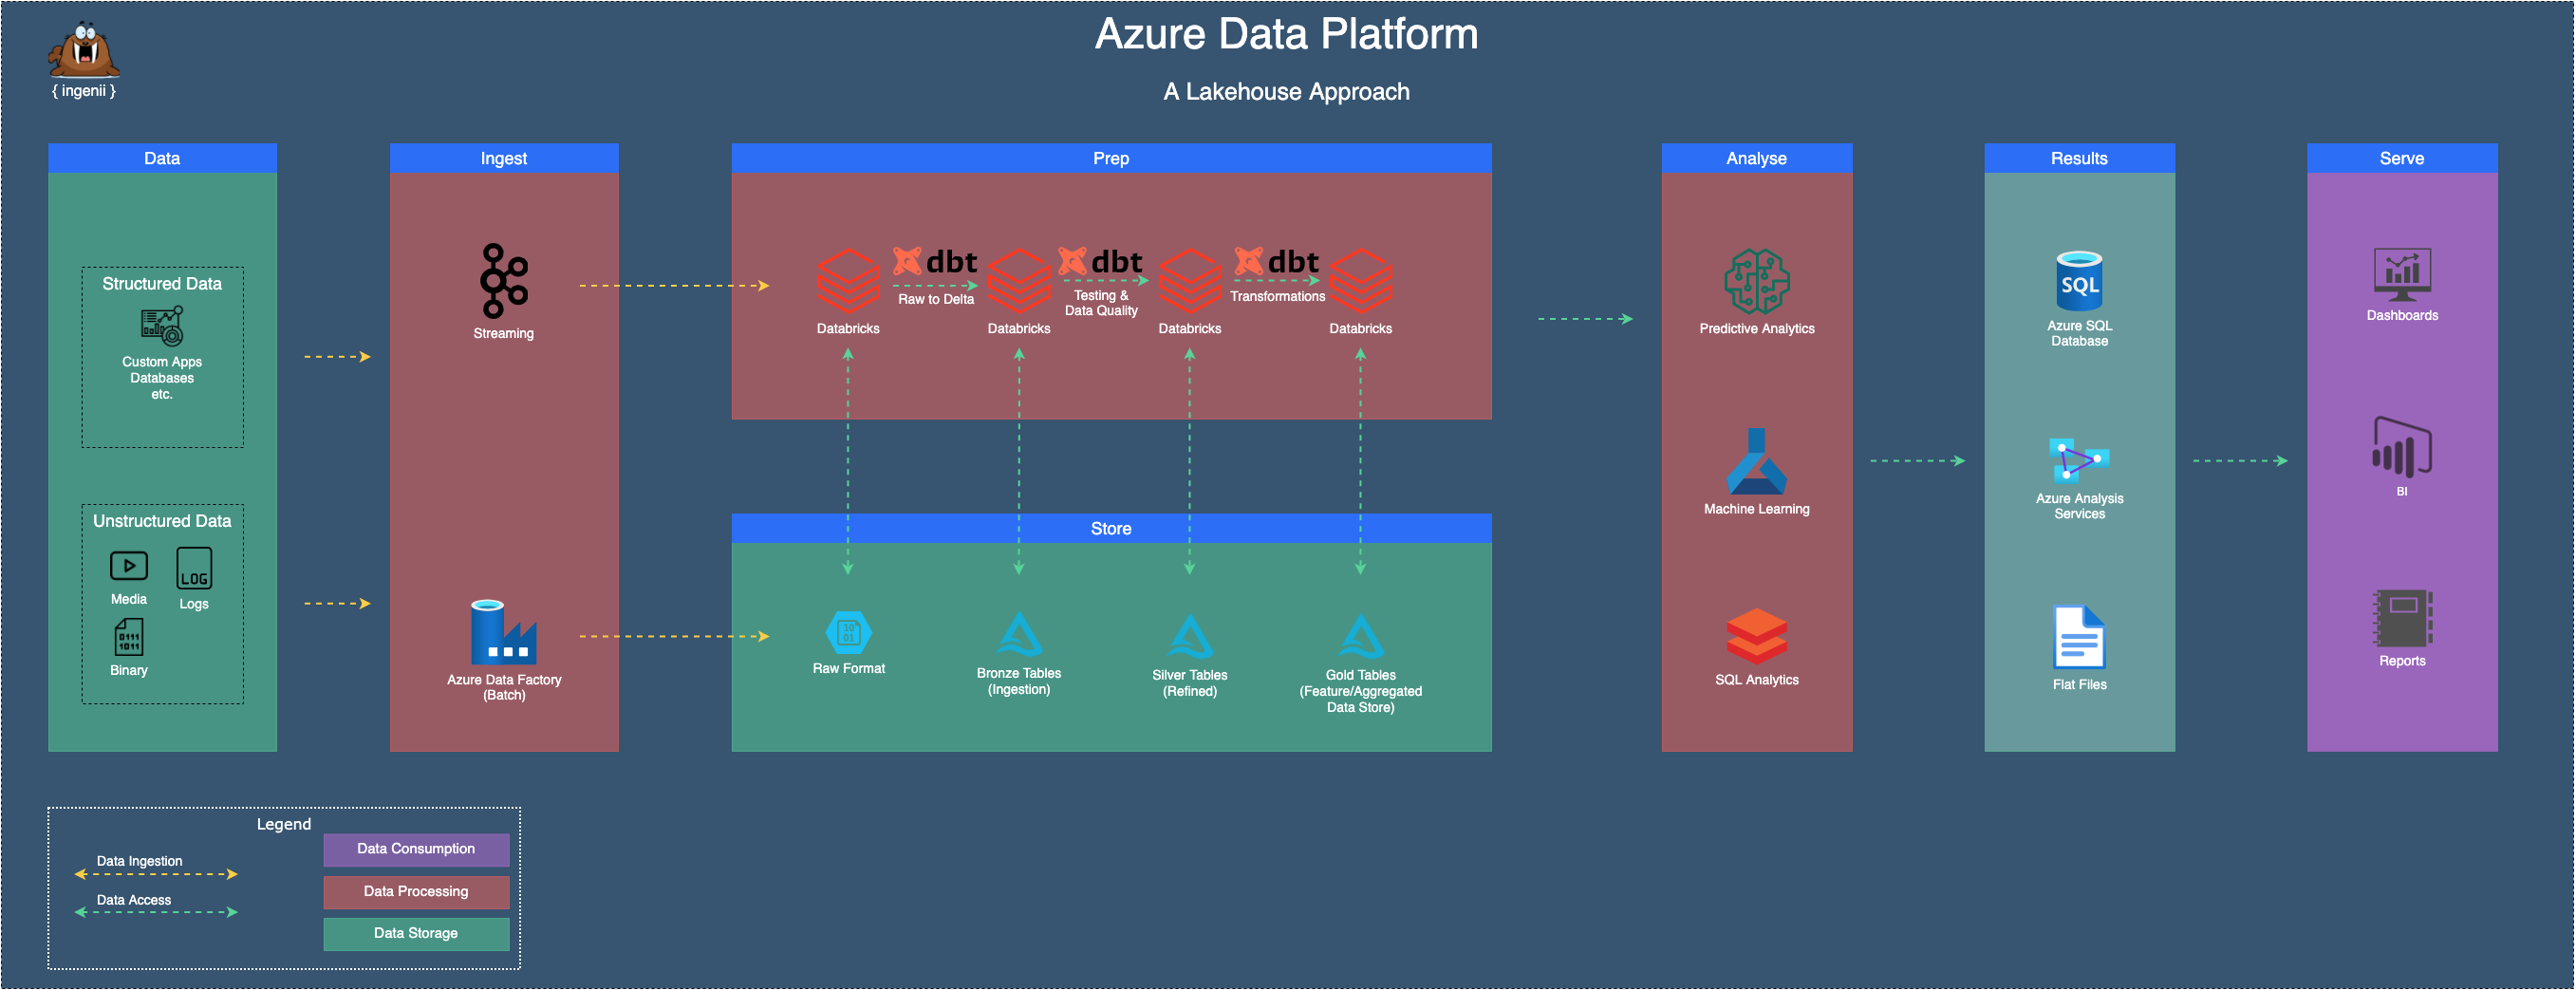 Azure Data Platform
A Lakehouse Approach
{ ingenii }
Data
Structured Data
Custom Apps
Databases
etc.
Unstructured Data
Media
LOG
Logs
0111
1011
Binary
Ingest
Streaming
Azure Data Factory
(Batch)
Prep
Databricks
dbt
Raw to Delta
Databricks
dbt
Testing &
Data Quality
Databricks
dbt
Transformations
Databricks
Store
10
01
Raw Format
Bronze Tables
(Ingestion)
Silver Tables
(Refined)
Gold Tables
(Feature/Aggregated
Data Store)
Analyse
Predictive Analytics
Machine Learning
SQL Analytics
Results
SQL
Azure SQL
Database
Azure Analysis
Services
Flat Files
Serve
Dashboards
BI
Reports
Legend
Data Ingestion
Data Access
Data Consumption
Data Processing
Data Storage